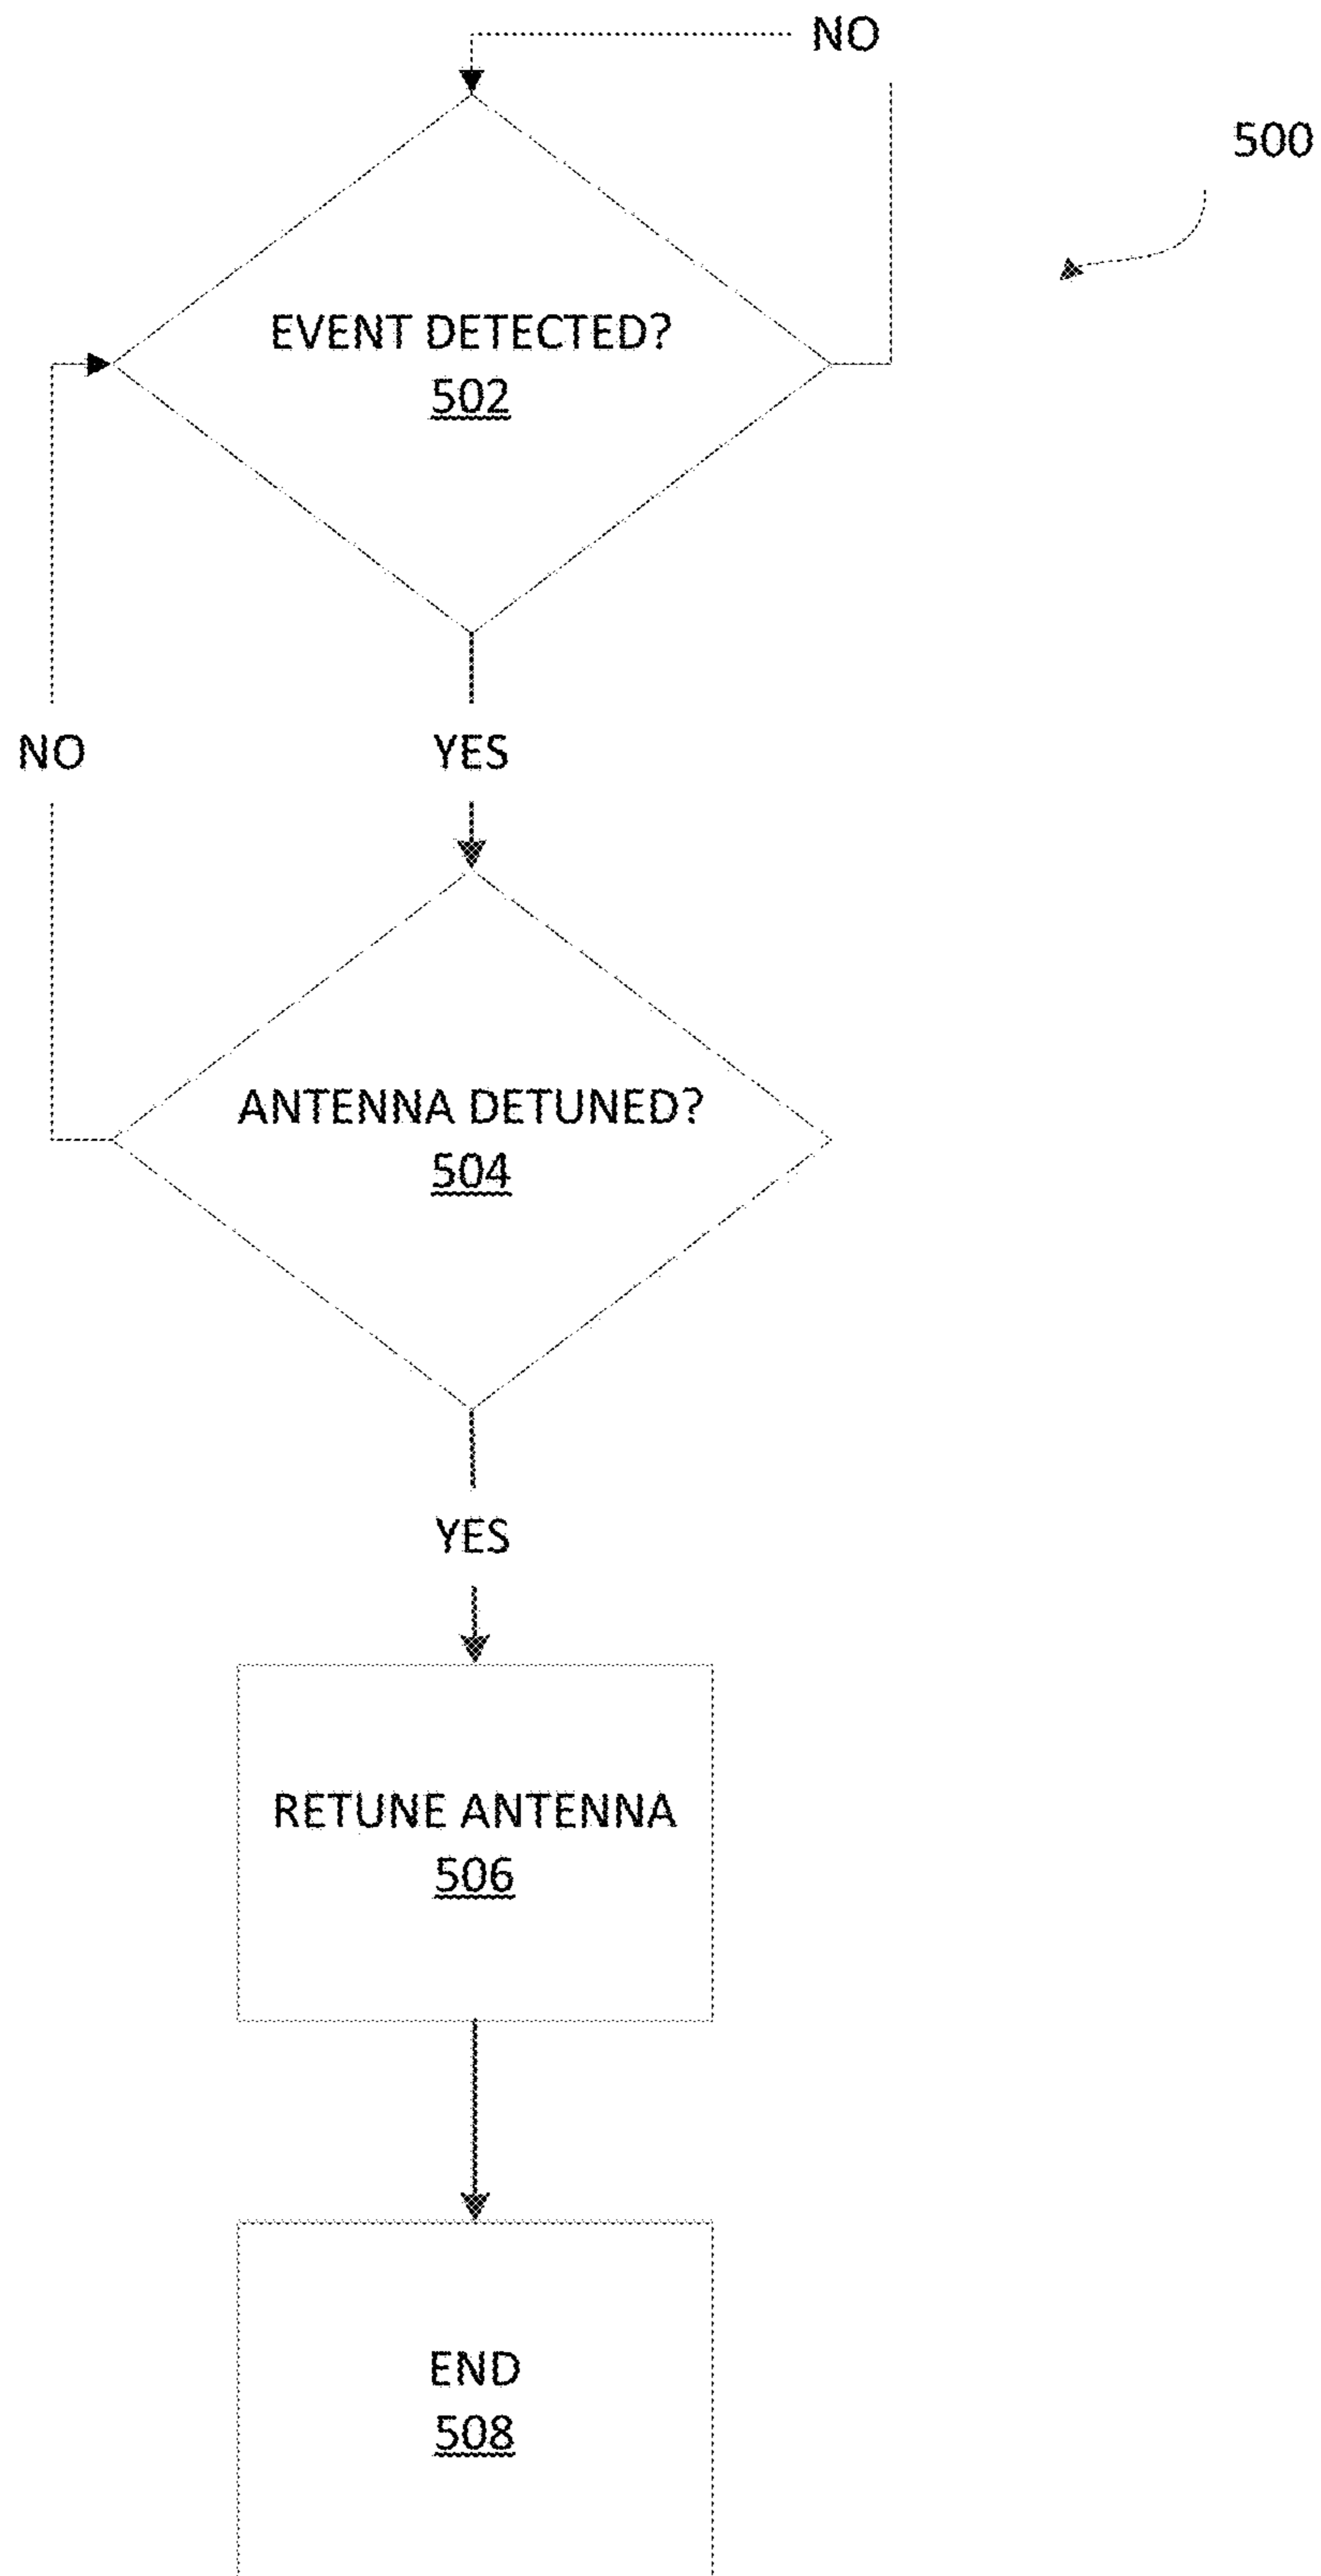 NO
500
EVENT DETECTED?
502
NO
YES
ANTENNA DETUNED?
504
YES
RETUNE ANTENNA
506
END
508